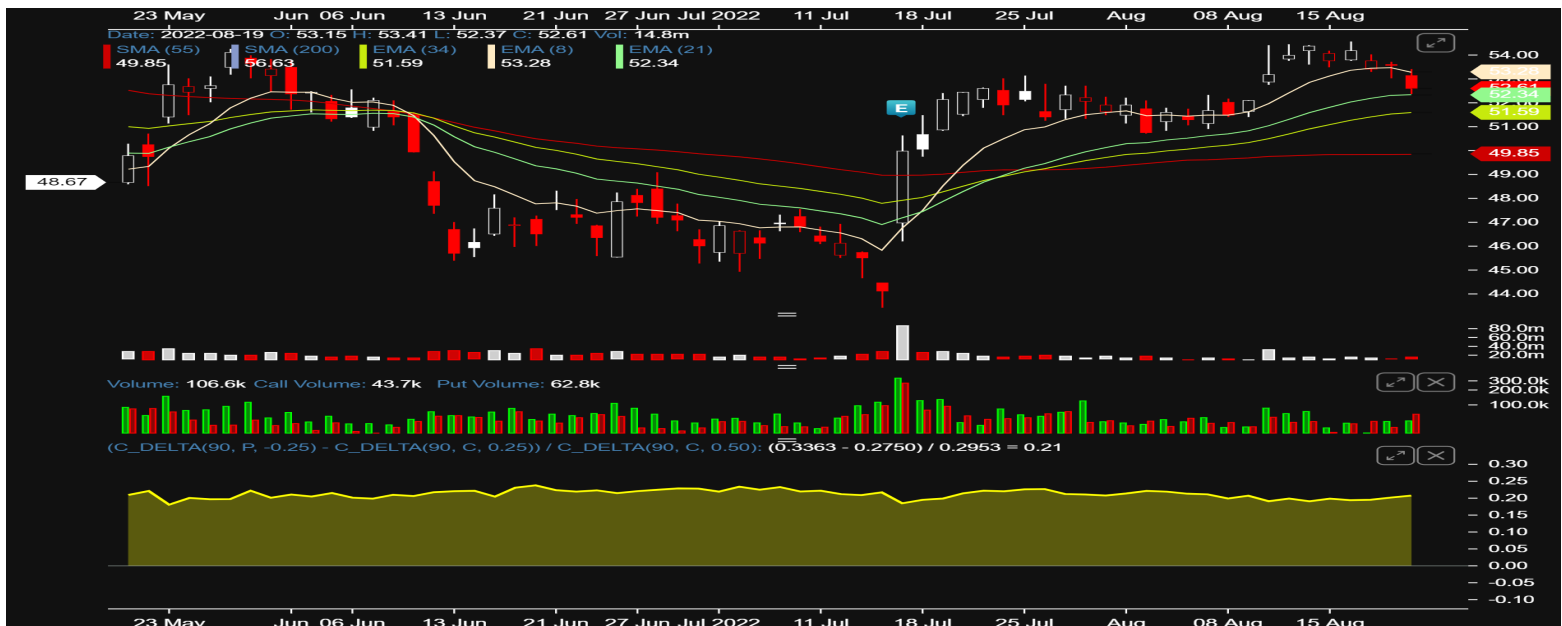 23 May Jun 06 Jun 13 Jun 21 Jun 27 Jun Jul 2022 11 Jul 18 Jul 25 Jul Aug 08 Aug 15 Aug
Date: 2022-08-19 O: 53.15 H: 53.41 L: 52.37 C: 52.61 Vol: 14.8m
SMA (55) SMA (200) EMA (34) EMA (8) EMA (21)
49.85 56.63 51.59 53.28 52.34
54.00
53.28
52.61
52.34
51.59
51.00
49.85
49.00
48.67
48.00
47.00
46.00
45.00
44.00
E
80.0m
60.0m
40.0m
20.0m
Volume: 106.6k Call Volume: 43.7k Put Volume: 62.8k
300.0k
200.0k
100.0k
(C_DELTA(90, P, -0.25) - C_DELTA(90, C, 0.25)) / C_DELTA(90, C, 0.50): (0.3363 - 0.2750) / 0.2953 = 0.21
0.30
0.25
0.20
0.15
0.10
0.05
0.00
-0.05
-0.10
23 May Jun 06 Jun 13 Jun 21 Jun 27 Jun Jul 2022 11 Jul 18 Jul 25 Jul Aug 08 Aug 15 Aug